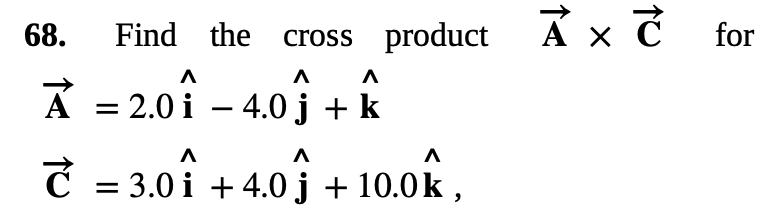 68. Find the cross product A⃗ × C⃗ for
A⃗ = 2.0 î − 4.0 ĵ + k̂
C⃗ = 3.0 î + 4.0 ĵ + 10.0 k̂ ,